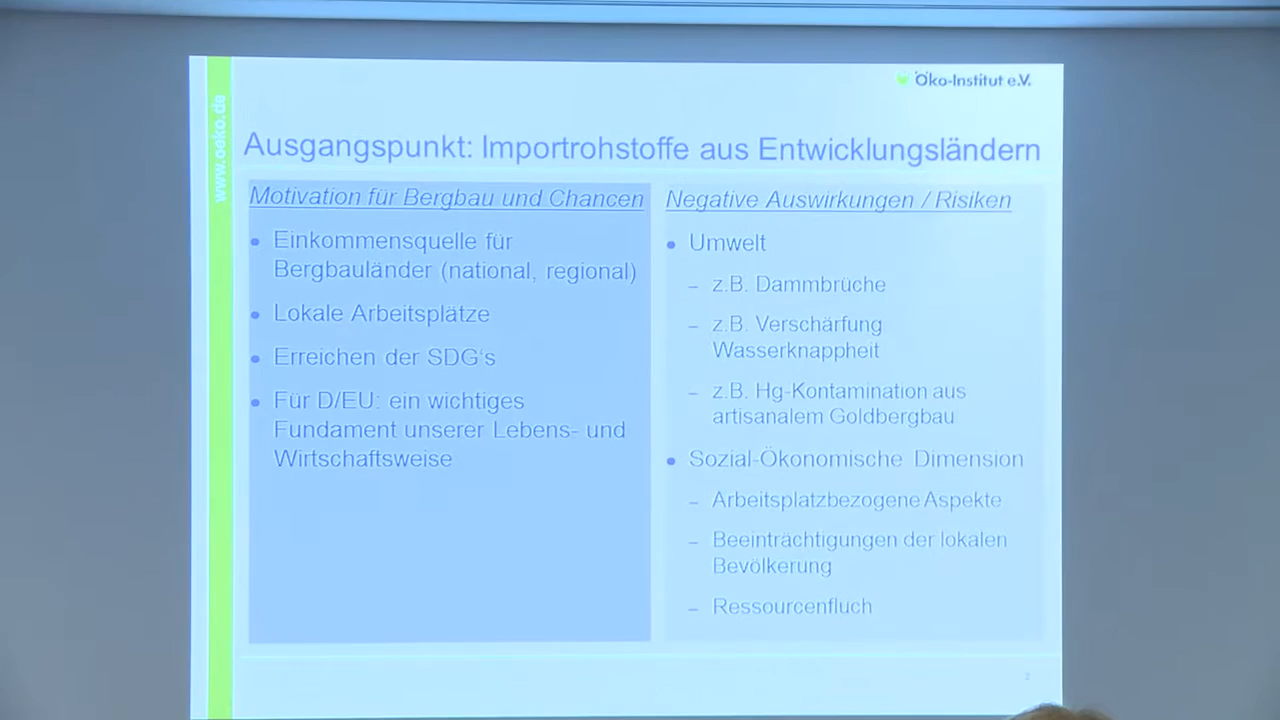 Öko-Institut e.V.
www.oeko.de
Ausgangspunkt: Importrohstoffe aus Entwicklungsländern
Motivation für Bergbau und Chancen
• Einkommensquelle für
Bergbauländer (national, regional)
• Lokale Arbeitsplätze
• Erreichen der SDG‘s
• Für D/EU: ein wichtiges
Fundament unserer Lebens- und
Wirtschaftsweise
Negative Auswirkungen / Risiken
• Umwelt
– z.B. Dammbrüche
– z.B. Verschärfung
Wasserknappheit
– z.B. Hg-Kontamination aus
artisanalem Goldbergbau
• Sozial-Ökonomische Dimension
– Arbeitsplatzbezogene Aspekte
– Beeinträchtigungen der lokalen
Bevölkerung
– Ressourcenfluch
2